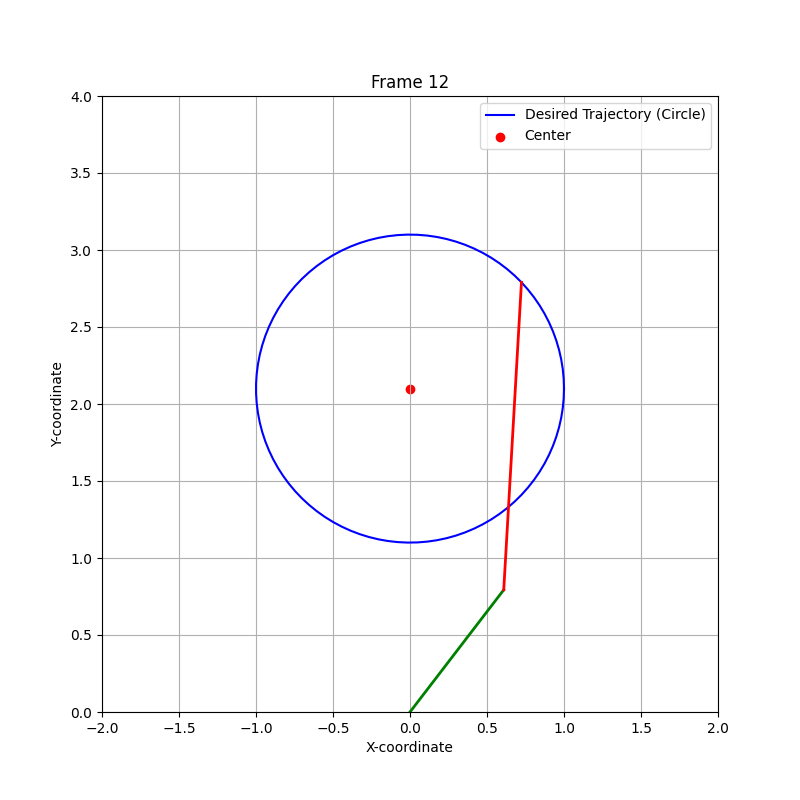 Frame 12
Desired Trajectory (Circle)
Center
Y-coordinate
4.0
3.5
3.0
2.5
2.0
1.5
1.0
0.5
0.0
−2.0 −1.5 −1.0 −0.5 0.0 0.5 1.0 1.5 2.0
X-coordinate